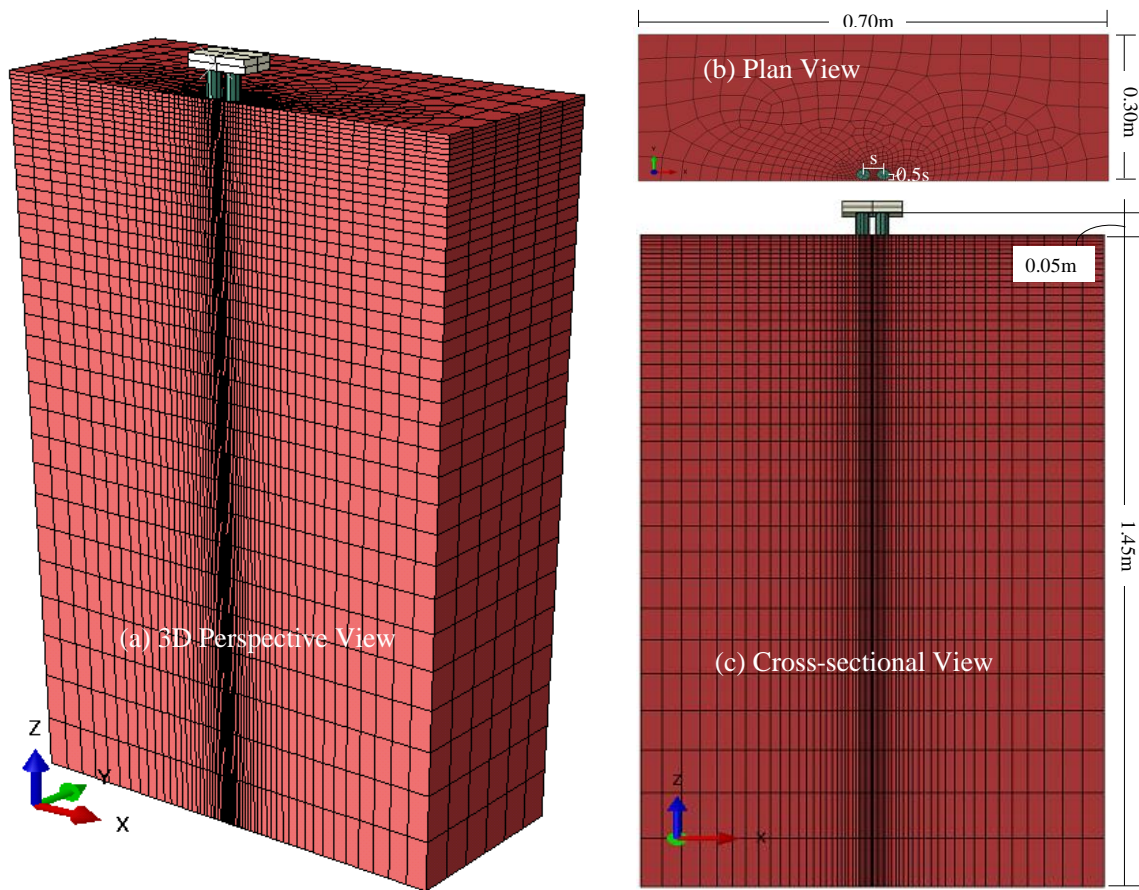 (a) 3D Perspective View
Z
Y
X
0.70m
(b) Plan View
0.30m
s
0.5s
Y
X
0.05m
1.45m
(c) Cross-sectional View
Z
X